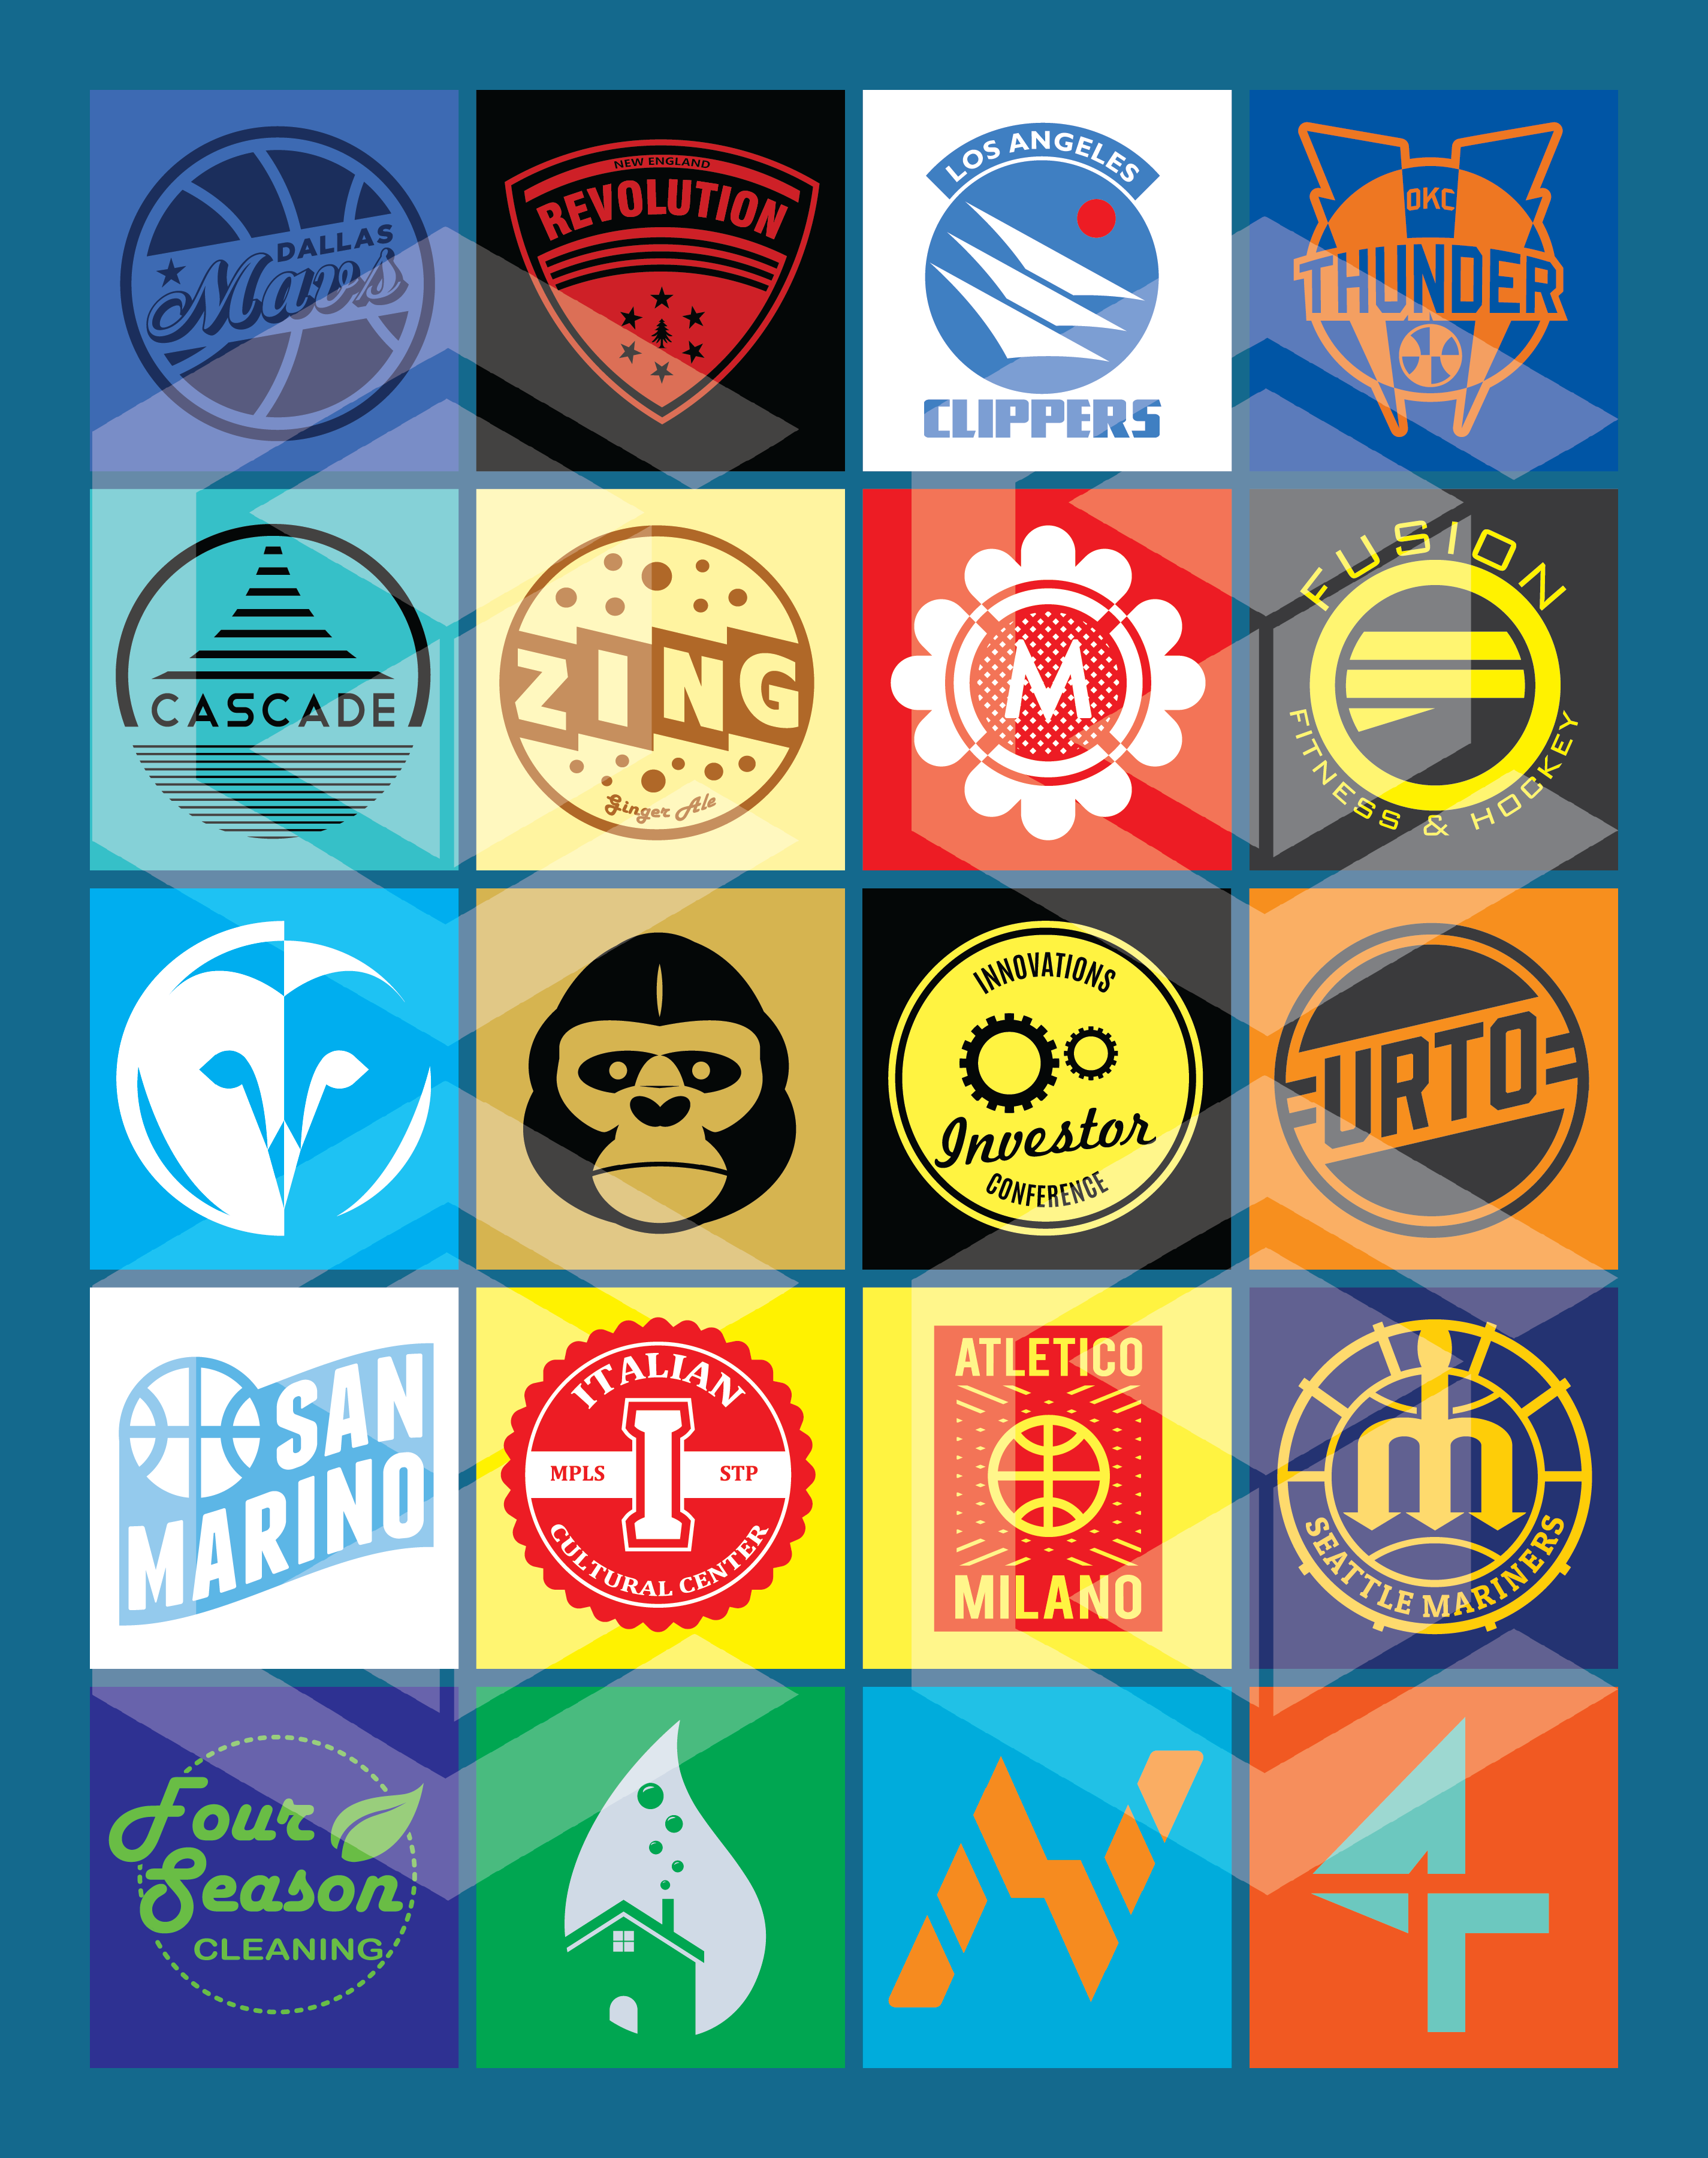 DALLAS
Mavs
NEW ENGLAND
REVOLUTION
LOS ANGELES
CLIPPERS
OKC
THUNDER
CASCADE
ZING
Ginger Ale
M
FUSION
FITNESS & HOCKEY
INNOVATIONS
Investor
CONFERENCE
URTO
SAN
MARINO
ITALIAN
MPLS I STP
CULTURAL CENTER
ATLETICO
MILANO
m
SEATTLE MARINERS
Four
Season
CLEANING
4